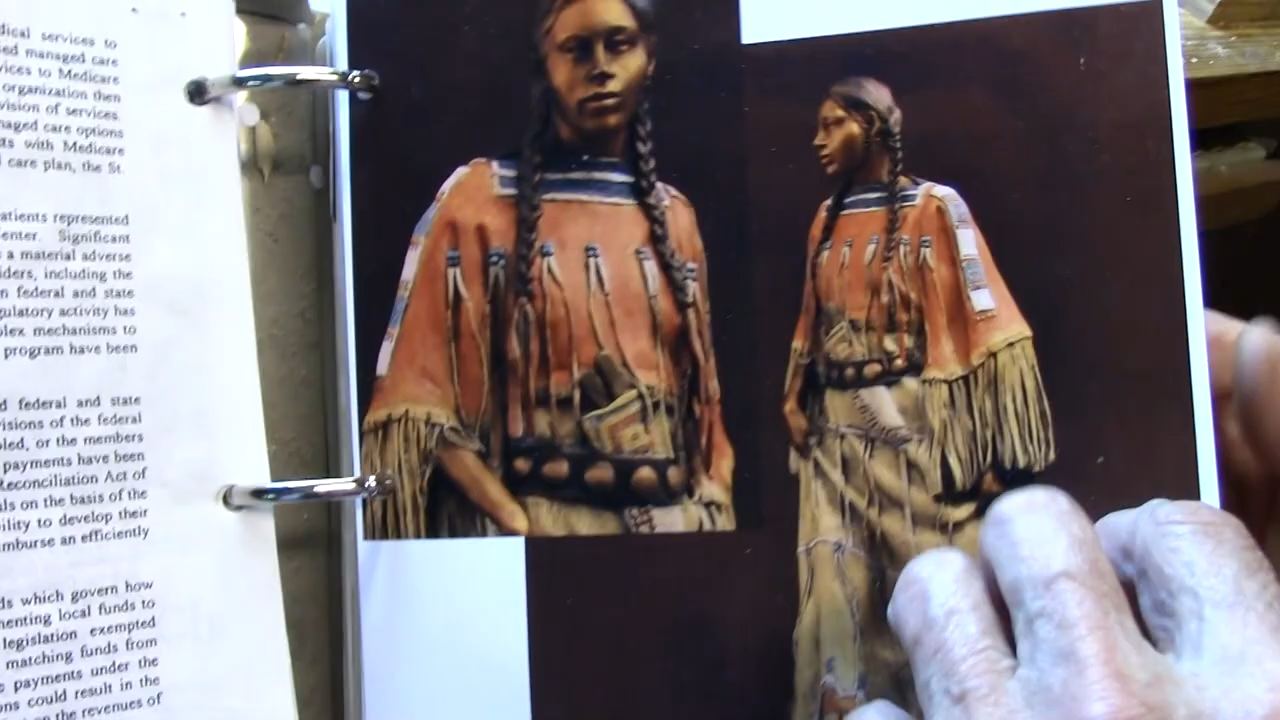 dical services to
ed managed care
vices to Medicare
organization then
vision of services.
naged care options
ts with Medicare
care plan, the St.
atients represented
enter. Significant
a material adverse
iders, including the
n federal and state
gulatory activity has
plex mechanisms to
program have been
d federal and state
isions of the federal
bled, or the members
payments have been
Reconciliation Act of
als on the basis of the
ility to develop their
mburse an efficiently
ds which govern how
menting local funds to
legislation exempted
matching funds from
payments under the
ons could result in the
on the revenues of